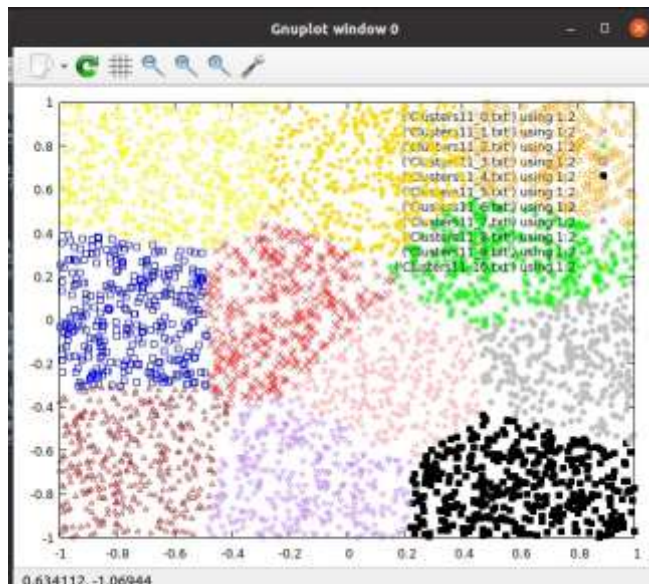 Gnuplot window 0
('Clusters11_0.txt') using 1:2
('Clusters11_1.txt') using 1:2
('Clusters11_2.txt') using 1:2
('Clusters11_3.txt') using 1:2
('Clusters11_4.txt') using 1:2
('Clusters11_5.txt') using 1:2
('Clusters11_6.txt') using 1:2
('Clusters11_7.txt') using 1:2
('Clusters11_8.txt') using 1:2
('Clusters11_9.txt') using 1:2
('Clusters11_10.txt') using 1:2
1
0.8
0.6
0.4
0.2
0
-0.2
-0.4
-0.6
-0.8
-1
-1 -0.8 -0.6 -0.4 -0.2 0 0.2 0.4 0.6 0.8 1
0.634112, -1.06944